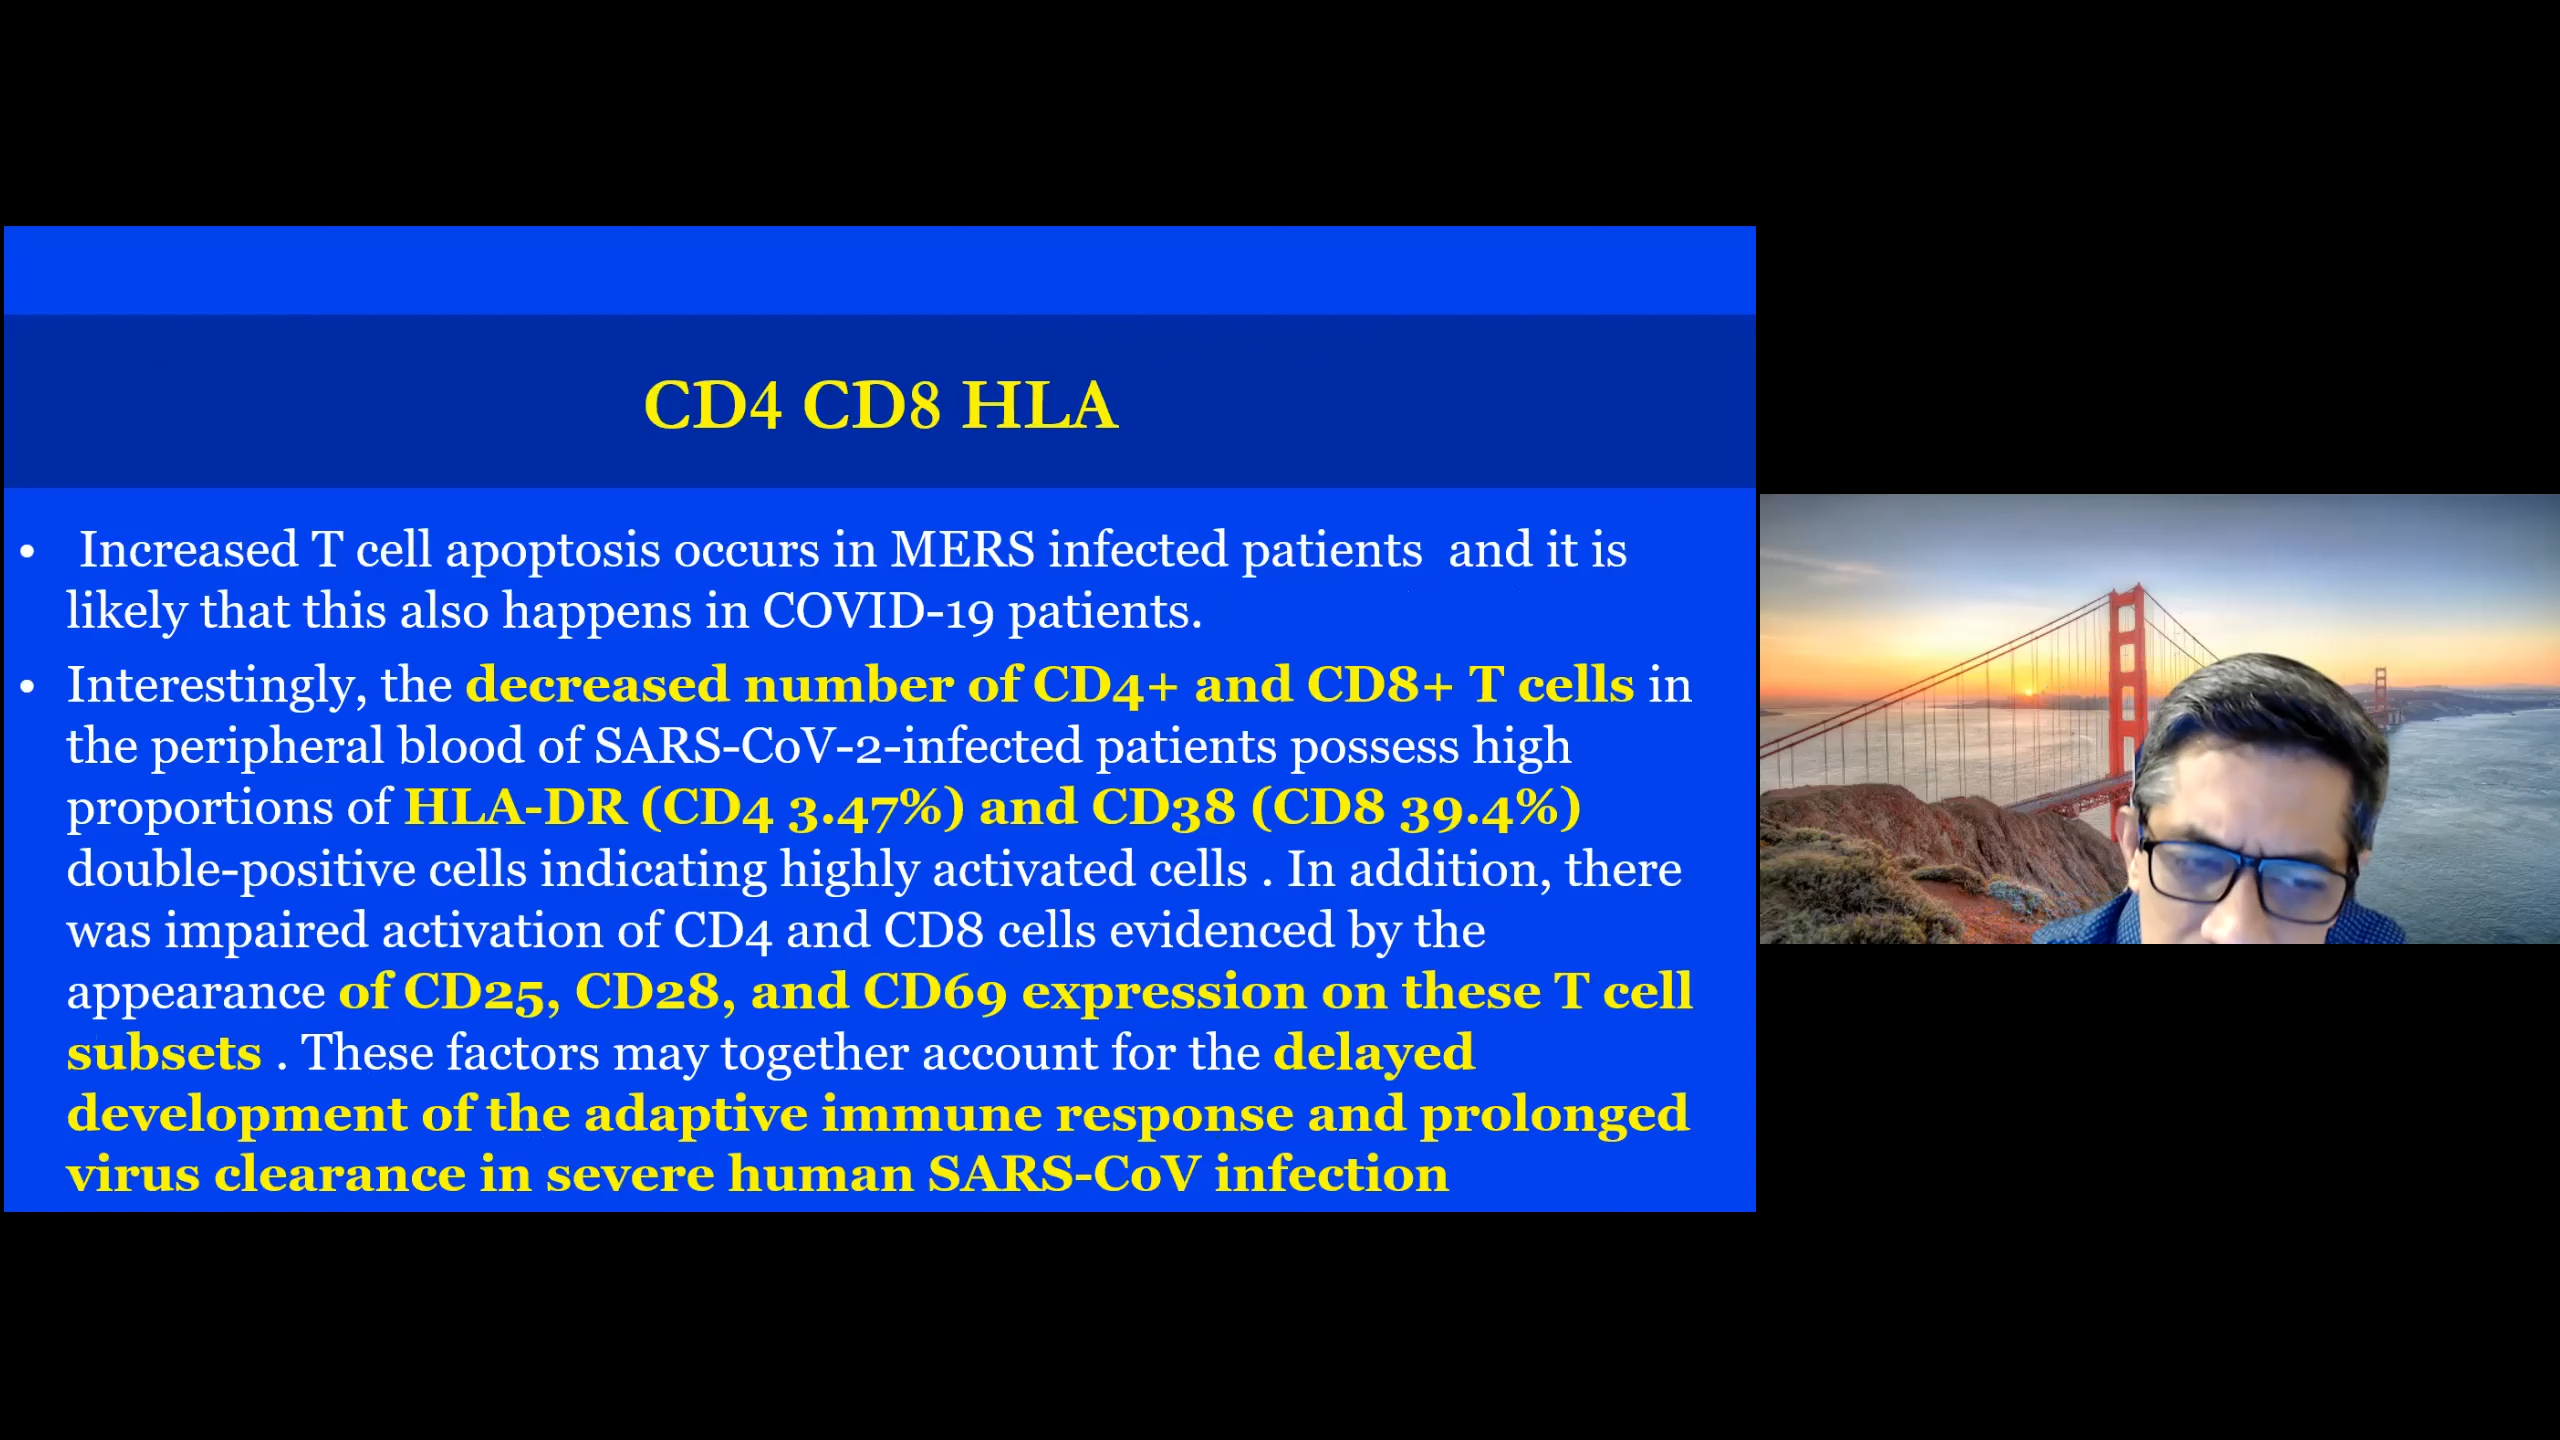 CD4 CD8 HLA
• Increased T cell apoptosis occurs in MERS infected patients and it is
likely that this also happens in COVID-19 patients.
• Interestingly, the decreased number of CD4+ and CD8+ T cells in
the peripheral blood of SARS-CoV-2-infected patients possess high
proportions of HLA-DR (CD4 3.47%) and CD38 (CD8 39.4%)
double-positive cells indicating highly activated cells . In addition, there
was impaired activation of CD4 and CD8 cells evidenced by the
appearance of CD25, CD28, and CD69 expression on these T cell
subsets . These factors may together account for the delayed
development of the adaptive immune response and prolonged
virus clearance in severe human SARS-CoV infection